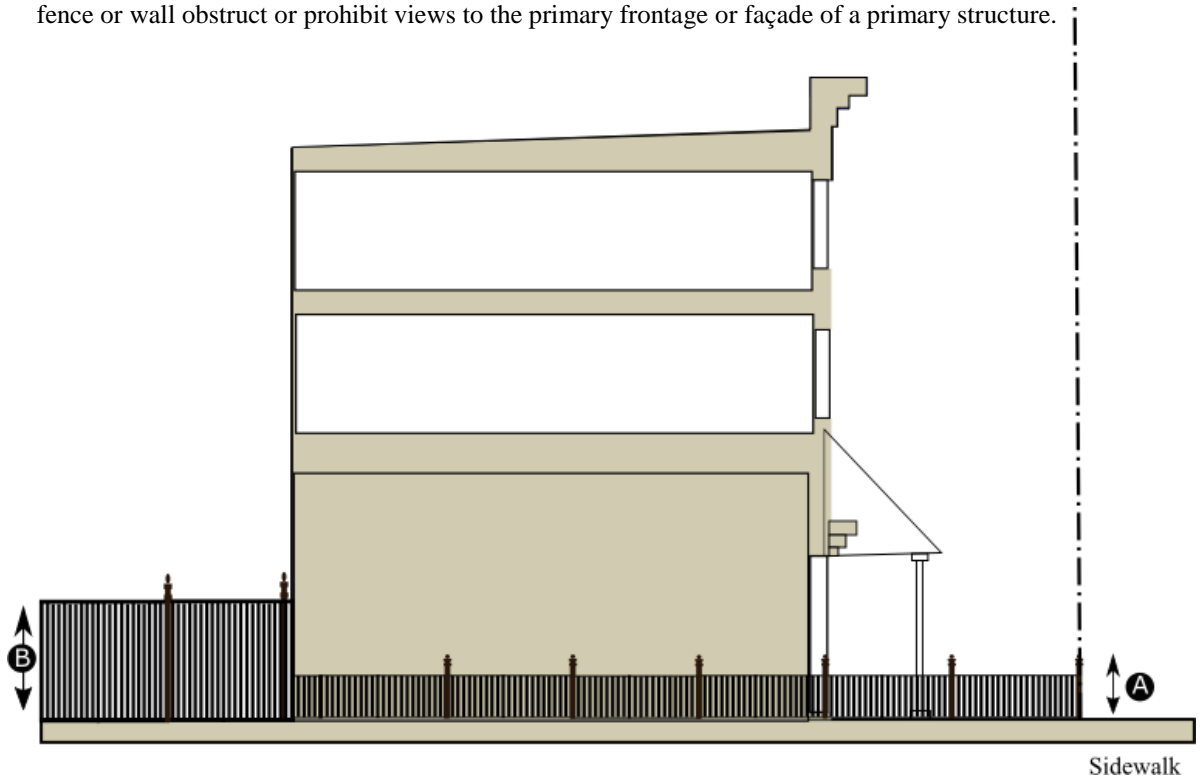 fence or wall obstruct or prohibit views to the primary frontage or façade of a primary structure.
B
A
Sidewalk